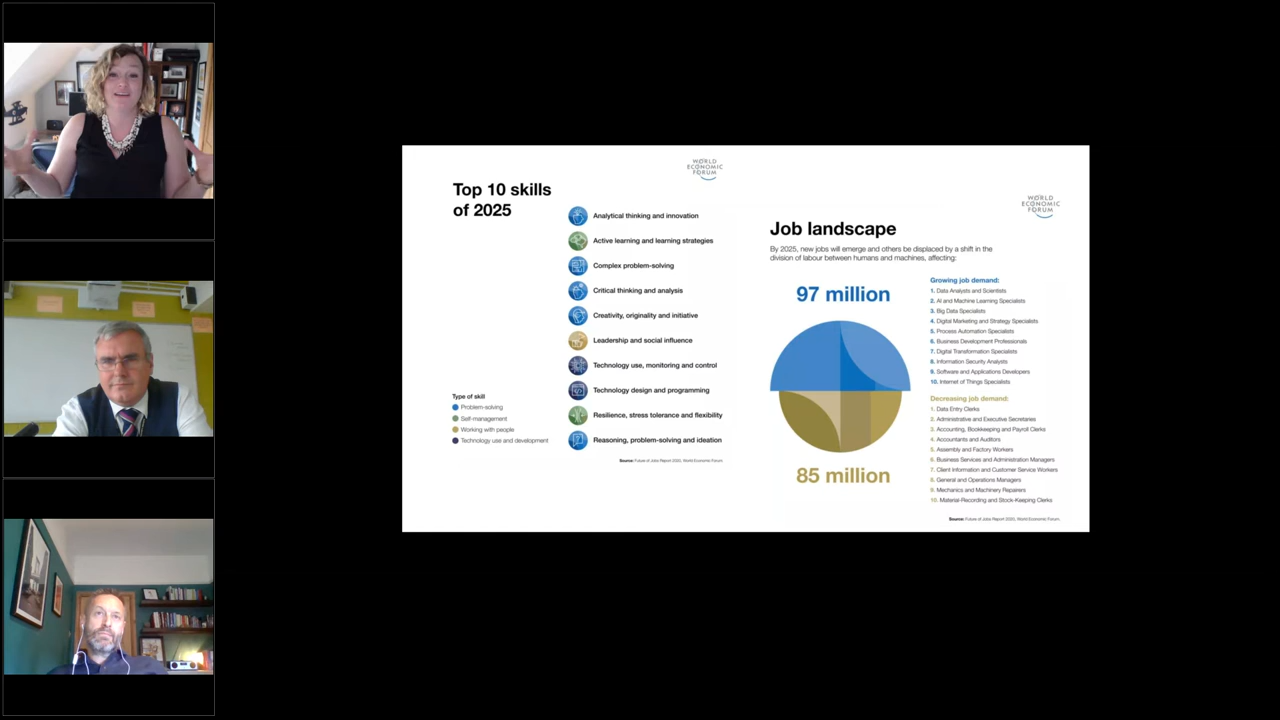 WORLD
ECONOMIC
FORUM
Top 10 skills
of 2025
Analytical thinking and innovation
Active learning and learning strategies
Complex problem-solving
Critical thinking and analysis
Creativity, originality and initiative
Leadership and social influence
Technology use, monitoring and control
Technology design and programming
Resilience, stress tolerance and flexibility
Reasoning, problem-solving and ideation
Type of skill
Problem-solving
Self-management
Working with people
Technology use and development
Source: Future of Jobs Report 2020, World Economic Forum
WORLD
ECONOMIC
FORUM
Job landscape
By 2025, new jobs will emerge and others be displaced by a shift in the
division of labour between humans and machines, affecting:
97 million
85 million
Growing job demand:
1. Data Analysts and Scientists
2. AI and Machine Learning Specialists
3. Big Data Specialists
4. Digital Marketing and Strategy Specialists
5. Process Automation Specialists
6. Business Development Professionals
7. Digital Transformation Specialists
8. Information Security Analysts
9. Software and Applications Developers
10. Internet of Things Specialists
Decreasing job demand:
1. Data Entry Clerks
2. Administrative and Executive Secretaries
3. Accounting, Bookkeeping and Payroll Clerks
4. Accountants and Auditors
5. Assembly and Factory Workers
6. Business Services and Administration Managers
7. Client Information and Customer Service Workers
8. General and Operations Managers
9. Mechanics and Machinery Repairers
10. Material-Recording and Stock-Keeping Clerks
Source: Future of Jobs Report 2020, World Economic Forum.